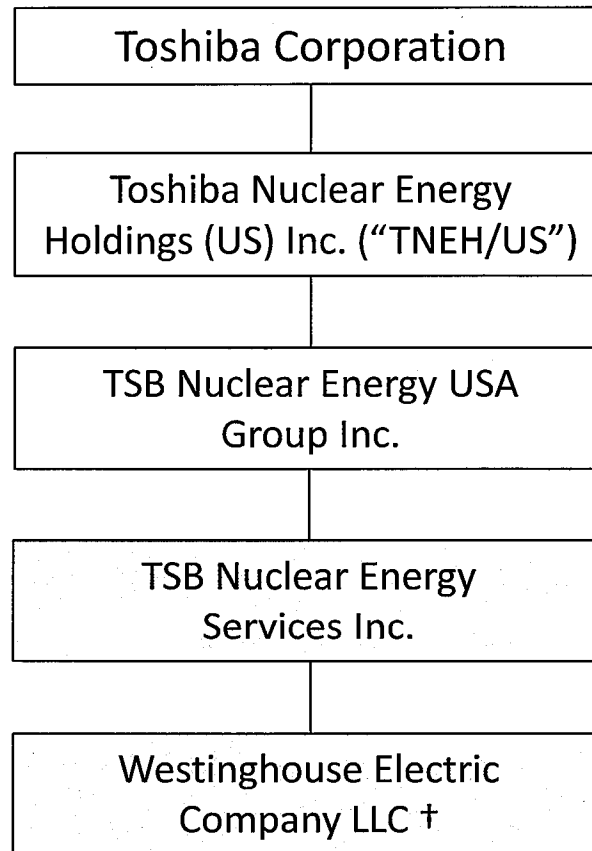 Toshiba Corporation
Toshiba Nuclear Energy
Holdings (US) Inc. (“TNEH/US”)
TSB Nuclear Energy USA
Group Inc.
TSB Nuclear Energy
Services Inc.
Westinghouse Electric
Company LLC †